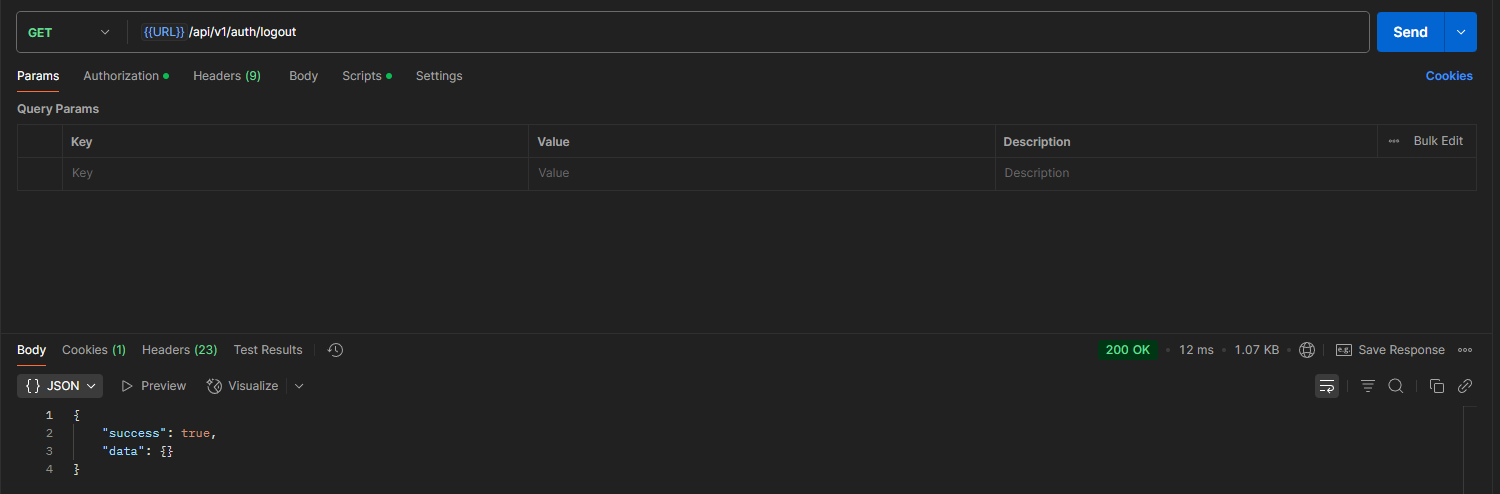 GET {{URL}} /api/v1/auth/logout Send
Params Authorization Headers (9) Body Scripts Settings Cookies
Query Params
Key Value Description Bulk Edit
Key Value Description
Body Cookies (1) Headers (23) Test Results 200 OK 12 ms 1.07 KB e.g. Save Response
{} JSON Preview Visualize
1 {
2 "success": true,
3 "data": {}
4 }